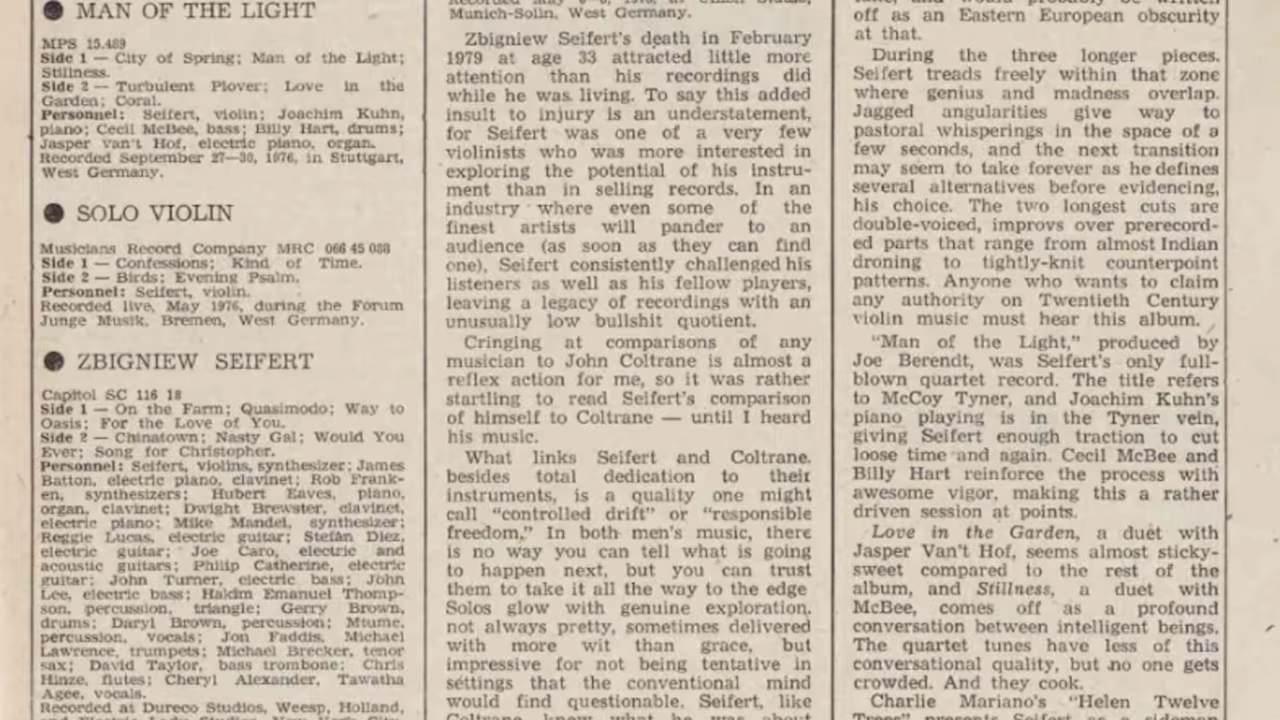 MAN OF THE LIGHT
MPS 15.489
Side 1 — City of Spring; Man of the Light;
Stillness.
Side 2 — Turbulent Plover; Love in the
Garden; Coral.
Personnel: Seifert, violin; Joachim Kuhn,
piano; Cecil McBee, bass; Billy Hart, drums;
Jasper van't Hof, electric piano, organ.
Recorded September 27—30, 1976, in Stuttgart,
West Germany.
SOLO VIOLIN
Musicians Record Company MRC 066 45 088
Side 1 — Confessions; Kind of Time.
Side 2 — Birds; Evening Psalm.
Personnel: Seifert, violin.
Recorded live, May 1976, during the Forum
Junge Musik, Bremen, West Germany.
ZBIGNIEW SEIFERT
Capitol SC 116 18
Side 1 — On the Farm; Quasimodo; Way to
Oasis; For the Love of You.
Side 2 — Chinatown; Nasty Gal; Would You
Ever; Song for Christopher.
Personnel: Seifert, violins, synthesizer; James
Batton, electric piano, clavinet; Rob Frank-
en, synthesizers; Hubert Eaves, piano,
organ, clavinet; Dwight Brewster, clavinet,
electric piano; Mike Mandel, synthesizer;
Reggie Lucas, electric guitar; Stefan Diez,
electric guitar; Joe Caro, electric and
acoustic guitars; Philip Catherine, electric
guitar; John Turner, electric bass; John
Lee, electric bass; Hakim Emanuel Thomp-
son, percussion, triangle; Gerry Brown,
drums; Daryl Brown, percussion; Mtume,
percussion, vocals; Jon Faddis, Michael
Lawrence, trumpets; Michael Brecker, tenor
sax; David Taylor, bass trombone; Chris
Hinze, flutes; Cheryl Alexander, Tawatha
Agee, vocals.
Recorded at Dureco Studios, Weesp, Holland,
Munich-Solln, West Germany.
Zbigniew Seifert's death in February
1979 at age 33 attracted little more
attention than his recordings did
while he was living. To say this added
insult to injury is an understatement,
for Seifert was one of a very few
violinists who was more interested in
exploring the potential of his instru-
ment than in selling records. In an
industry where even some of the
finest artists will pander to an
audience (as soon as they can find
one), Seifert consistently challenged his
listeners as well as his fellow players,
leaving a legacy of recordings with an
unusually low bullshit quotient.
Cringing at comparisons of any
musician to John Coltrane is almost a
reflex action for me, so it was rather
startling to read Seifert's comparison
of himself to Coltrane — until I heard
his music.
What links Seifert and Coltrane.
besides total dedication to their
instruments, is a quality one might
call "controlled drift" or "responsible
freedom." In both men's music, there
is no way you can tell what is going
to happen next, but you can trust
them to take it all the way to the edge
Solos glow with genuine exploration.
not always pretty, sometimes delivered
with more wit than grace, but
impressive for not being tentative in
settings that the conventional mind
would find questionable. Seifert, like
Coltrane, knew what he was about
off as an Eastern European obscurity
at that.
During the three longer pieces.
Seifert treads freely within that zone
where genius and madness overlap.
Jagged angularities give way to
pastoral whisperings in the space of a
few seconds, and the next transition
may seem to take forever as he defines
several alternatives before evidencing,
his choice. The two longest cuts are
double-voiced, improvs over prerecord-
ed parts that range from almost Indian
droning to tightly-knit counterpoint
patterns. Anyone who wants to claim
any authority on Twentieth Century
violin music must hear this album.
"Man of the Light," produced by
Joe Berendt, was Seifert's only full-
blown quartet record. The title refers
to McCoy Tyner, and Joachim Kuhn's
piano playing is in the Tyner vein,
giving Seifert enough traction to cut
loose time and again. Cecil McBee and
Billy Hart reinforce the process with
awesome vigor, making this a rather
driven session at points.
Love in the Garden, a duet with
Jasper Van't Hof, seems almost sticky-
sweet compared to the rest of the
album, and Stillness, a duet with
McBee, comes off as a profound
conversation between intelligent beings.
The quartet tunes have less of this
conversational quality, but no one gets
crowded. And they cook.
Charlie Mariano's "Helen Twelve
Trees" presents Seifert